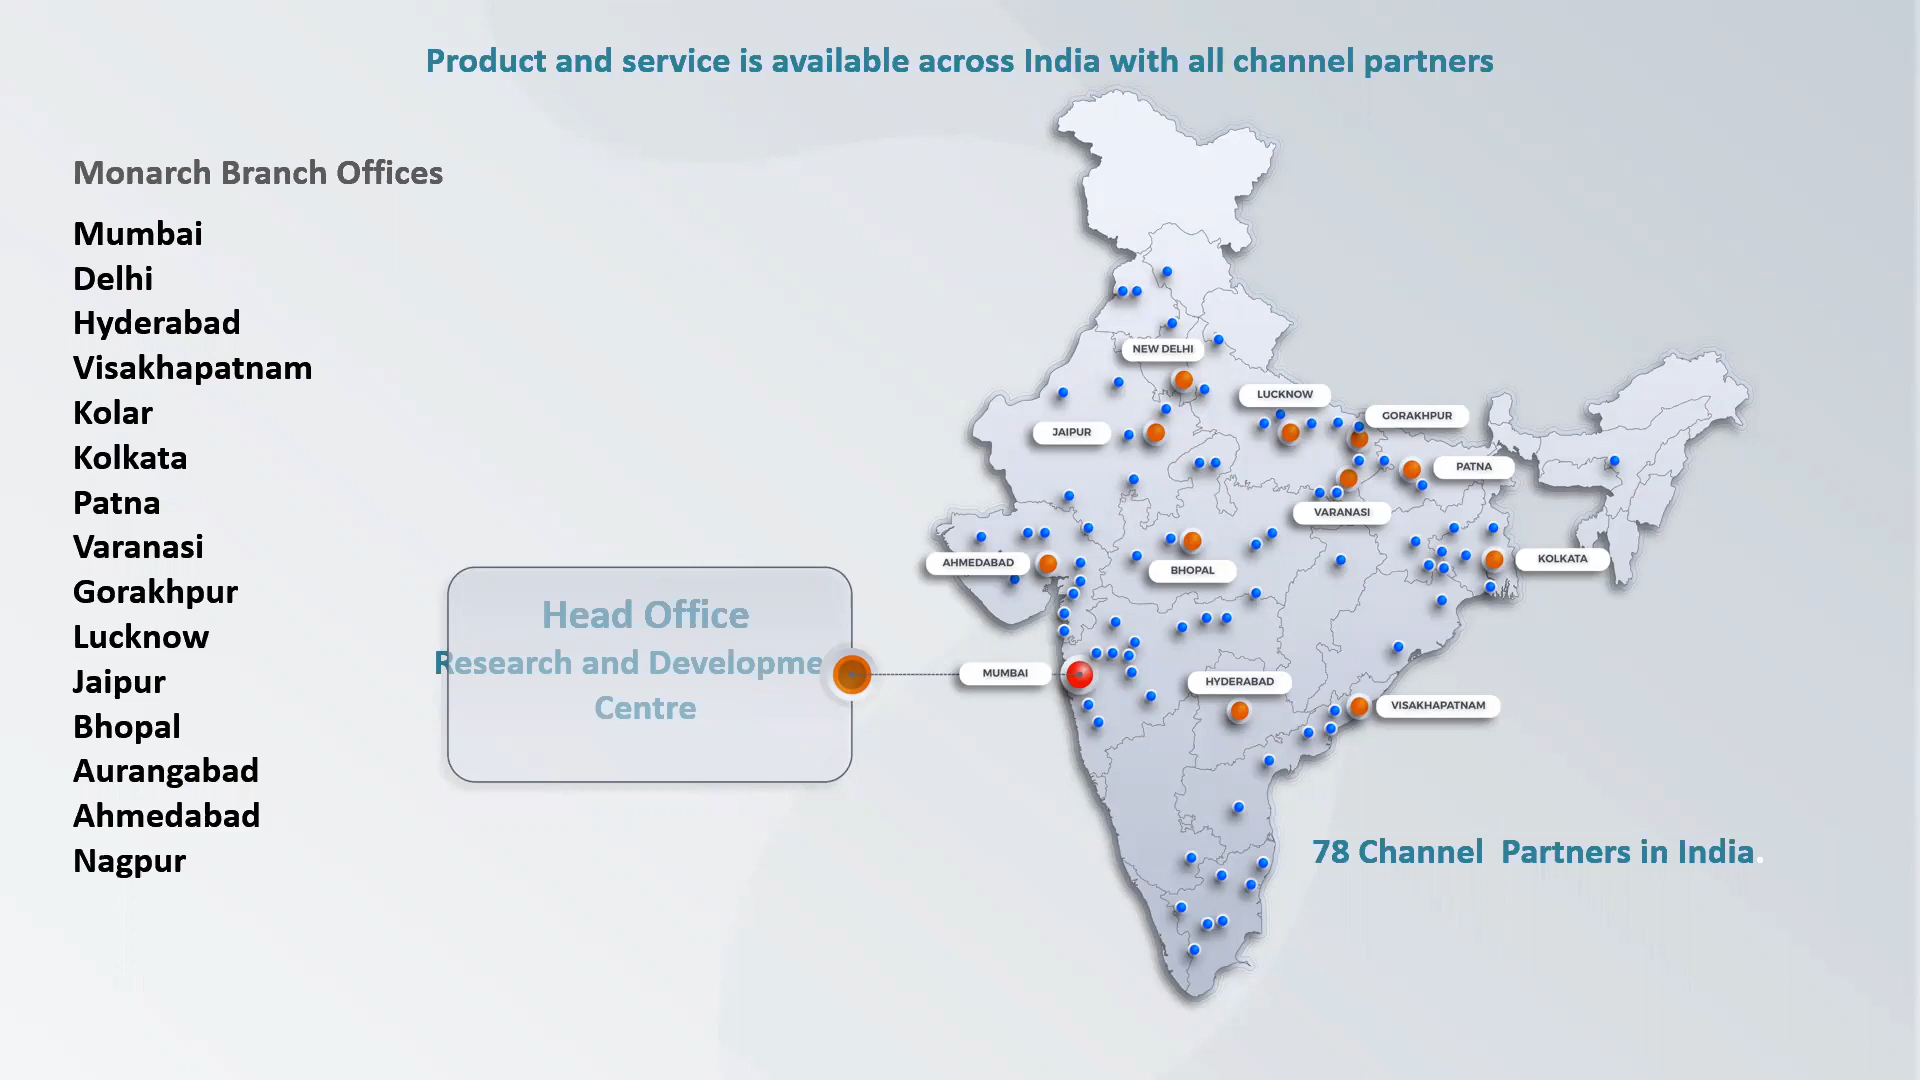 Product and service is available across India with all channel partners
Monarch Branch Offices
Mumbai
Delhi
Hyderabad
Visakhapatnam
Kolar
Kolkata
Patna
Varanasi
Gorakhpur
Lucknow
Jaipur
Bhopal
Aurangabad
Ahmedabad
Nagpur
Head Office
Research and Developme
Centre
NEW DELHI
LUCKNOW
GORAKHPUR
JAIPUR
PATNA
VARANASI
AHMEDABAD
BHOPAL
KOLKATA
MUMBAI
HYDERABAD
VISAKHAPATNAM
78 Channel Partners in India.